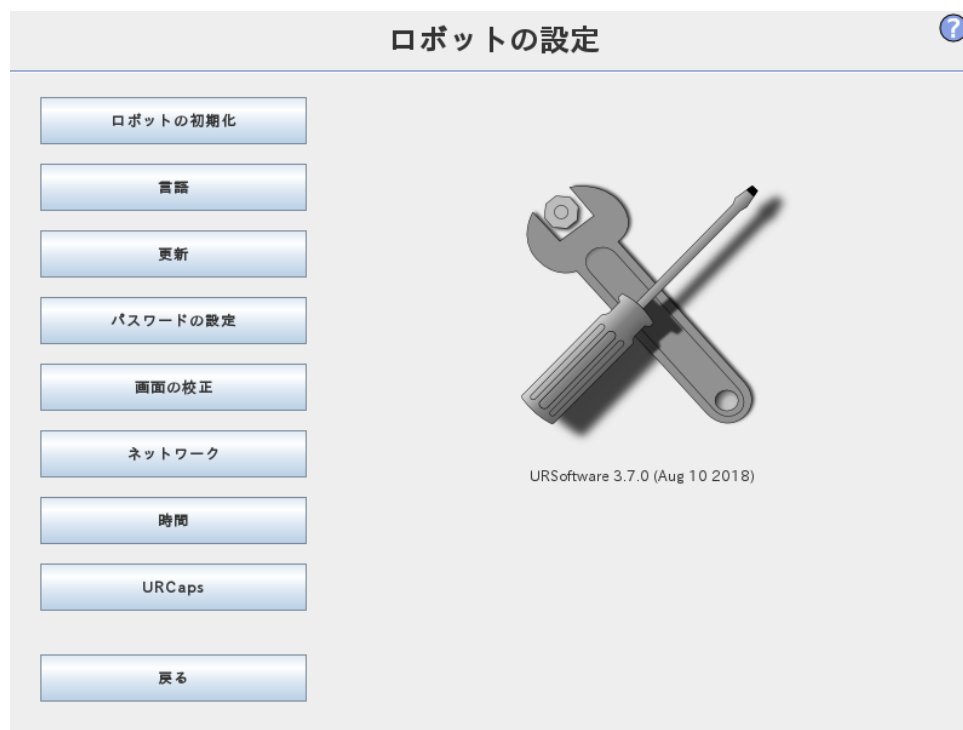 ロボットの設定
?
ロボットの初期化
言語
更新
パスワードの設定
画面の校正
ネットワーク
時間
URCaps
戻る
URSoftware 3.7.0 (Aug 10 2018)